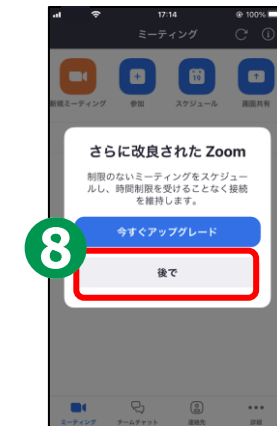 17:14
100%
ミーティング
新規ミーティング
参加
19
スケジュール
画面共有
さらに改良された Zoom
制限のないミーティングをスケジュー
ルし、時間制限を受けることなく接続
を維持します。
今すぐアップグレード
8
後で
ミーティング
チームチャット
連絡先
詳細